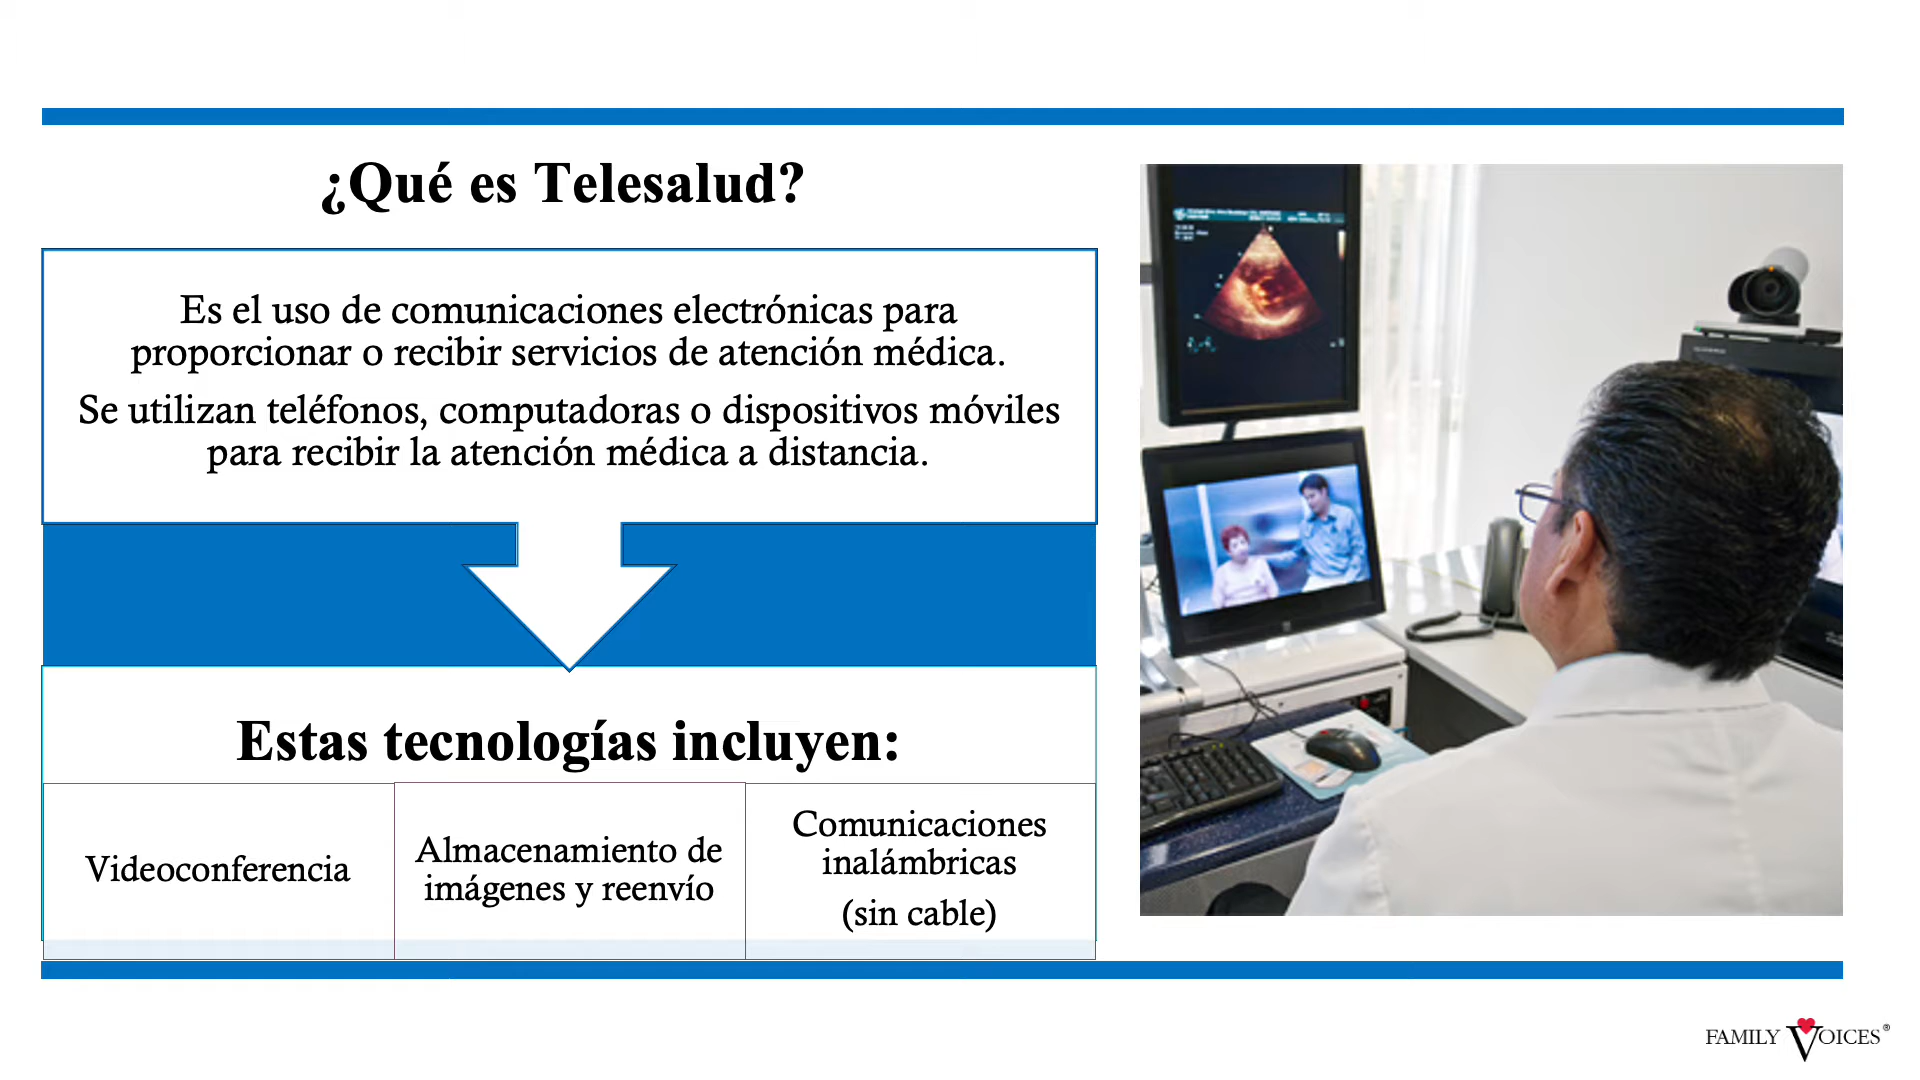 ¿Qué es Telesalud?
Es el uso de comunicaciones electrónicas para
proporcionar o recibir servicios de atención médica.
Se utilizan teléfonos, computadoras o dispositivos móviles
para recibir la atención médica a distancia.
Estas tecnologías incluyen:
Videoconferencia
Almacenamiento de
imágenes y reenvío
Comunicaciones
inalámbricas
(sin cable)
FAMILY VOICES®